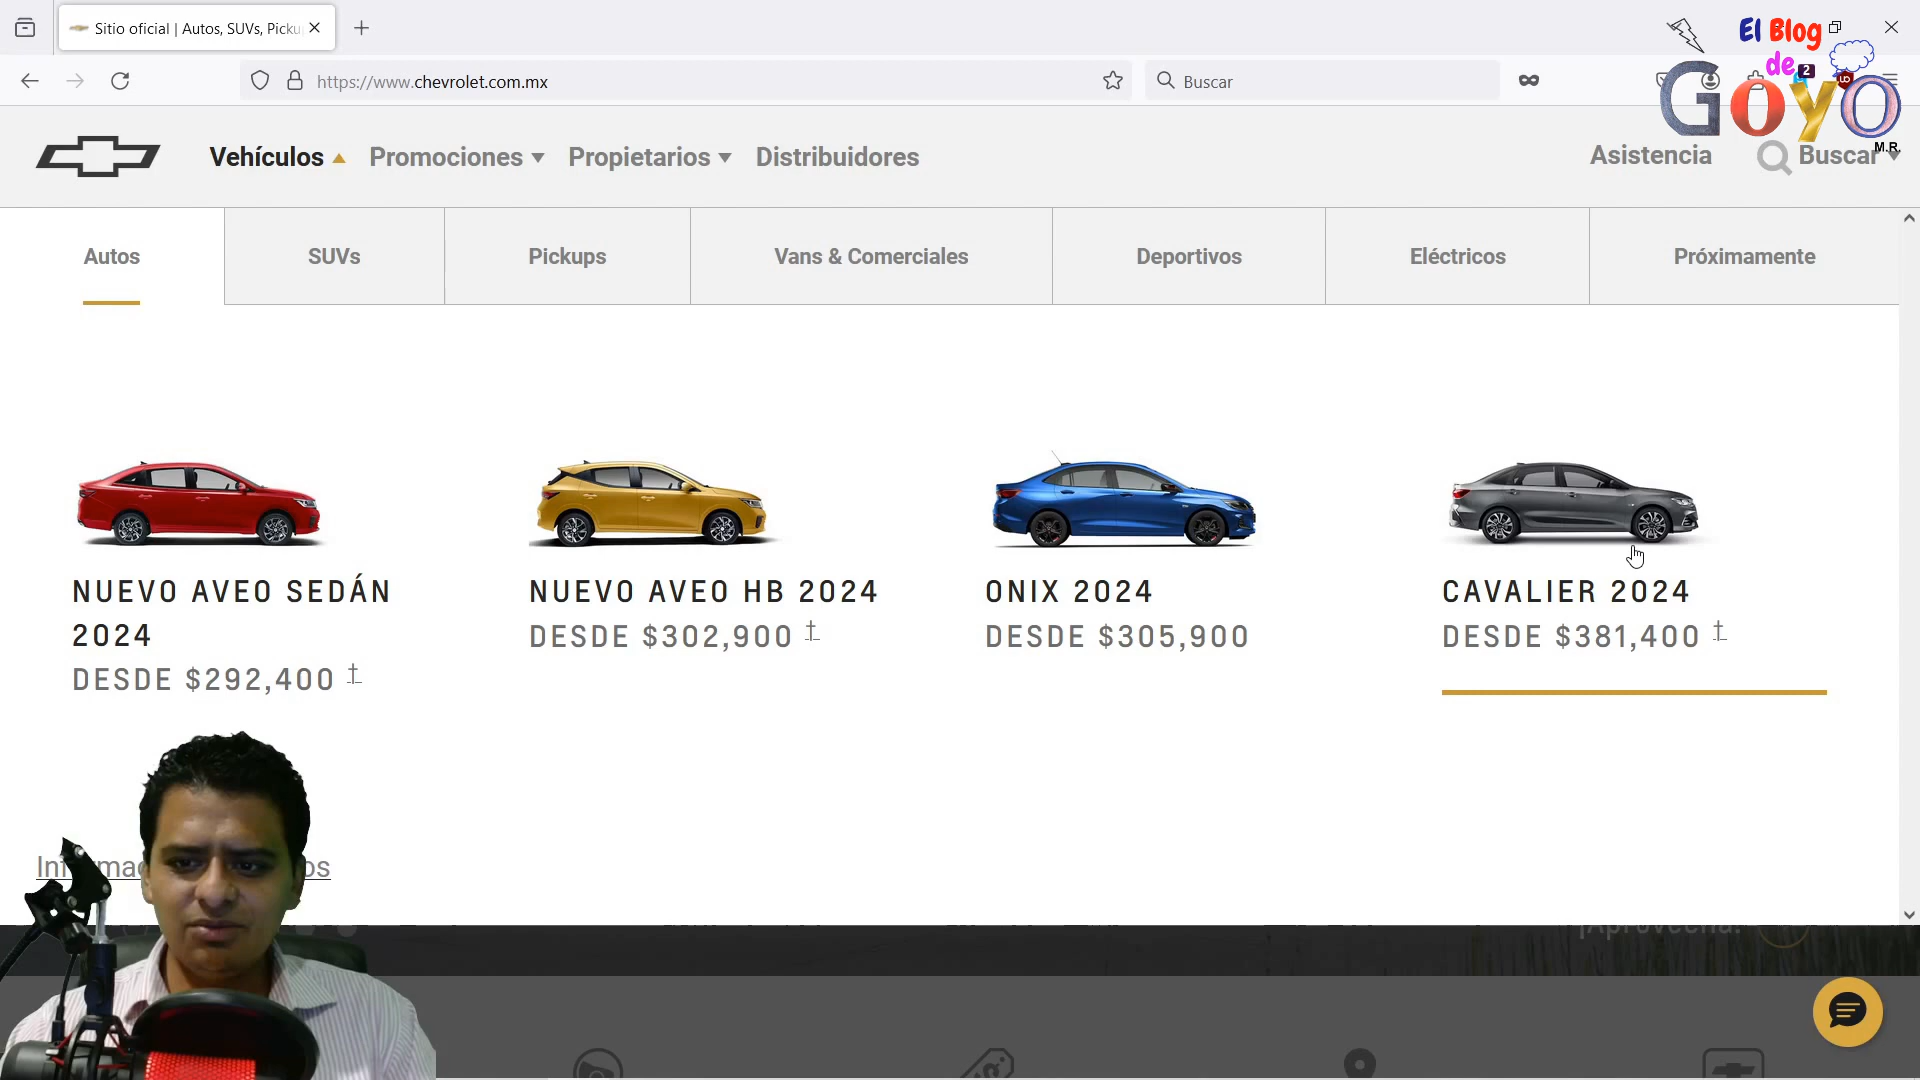 Sitio oficial | Autos, SUVs, Picku
El Blog
de
GoyO
M.R.
https://www.chevrolet.com.mx
Buscar
2
Vehículos
Promociones
Propietarios
Distribuidores
Asistencia
Buscar
Autos
SUVs
Pickups
Vans & Comerciales
Deportivos
Eléctricos
Próximamente
NUEVO AVEO SEDÁN
2024
DESDE $292,400 †
NUEVO AVEO HB 2024
DESDE $302,900 †
ONIX 2024
DESDE $305,900
CAVALIER 2024
DESDE $381,400 †
¡Aprovecha!